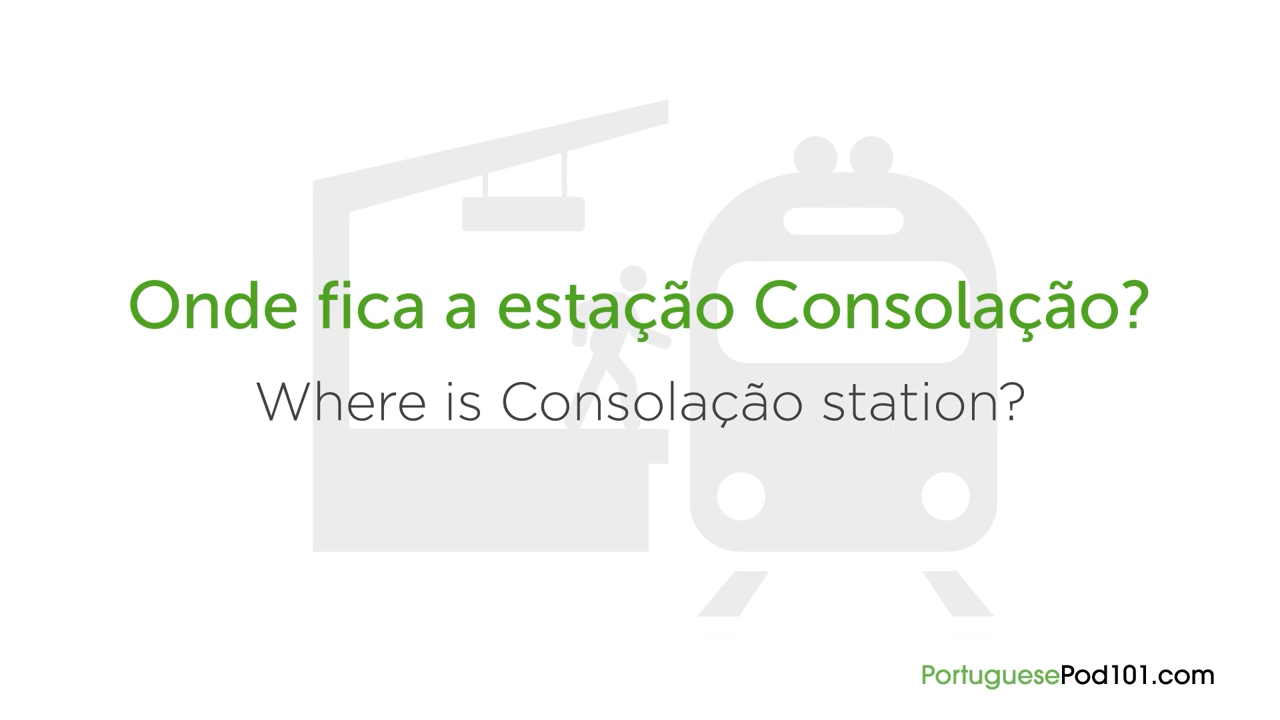 Onde fica a estação Consolação?
Where is Consolação station?
PortuguesePod101.com